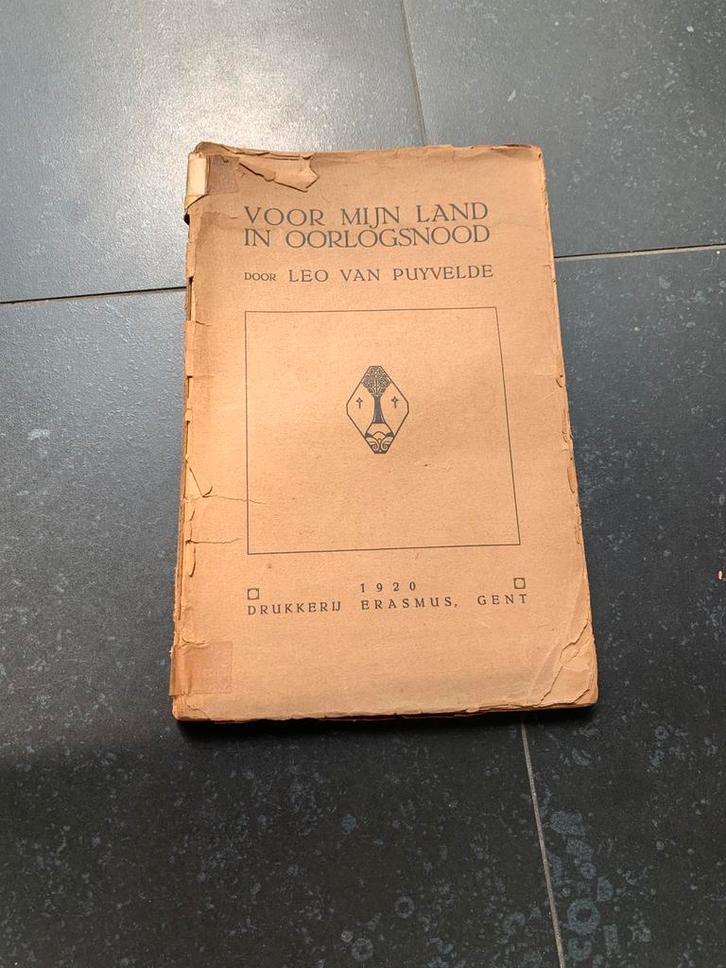 VOOR MIJN LAND
IN OORLOGSNOOD
DOOR LEO VAN PUYVELDE
1920
DRUKKERIJ ERASMUS, GENT